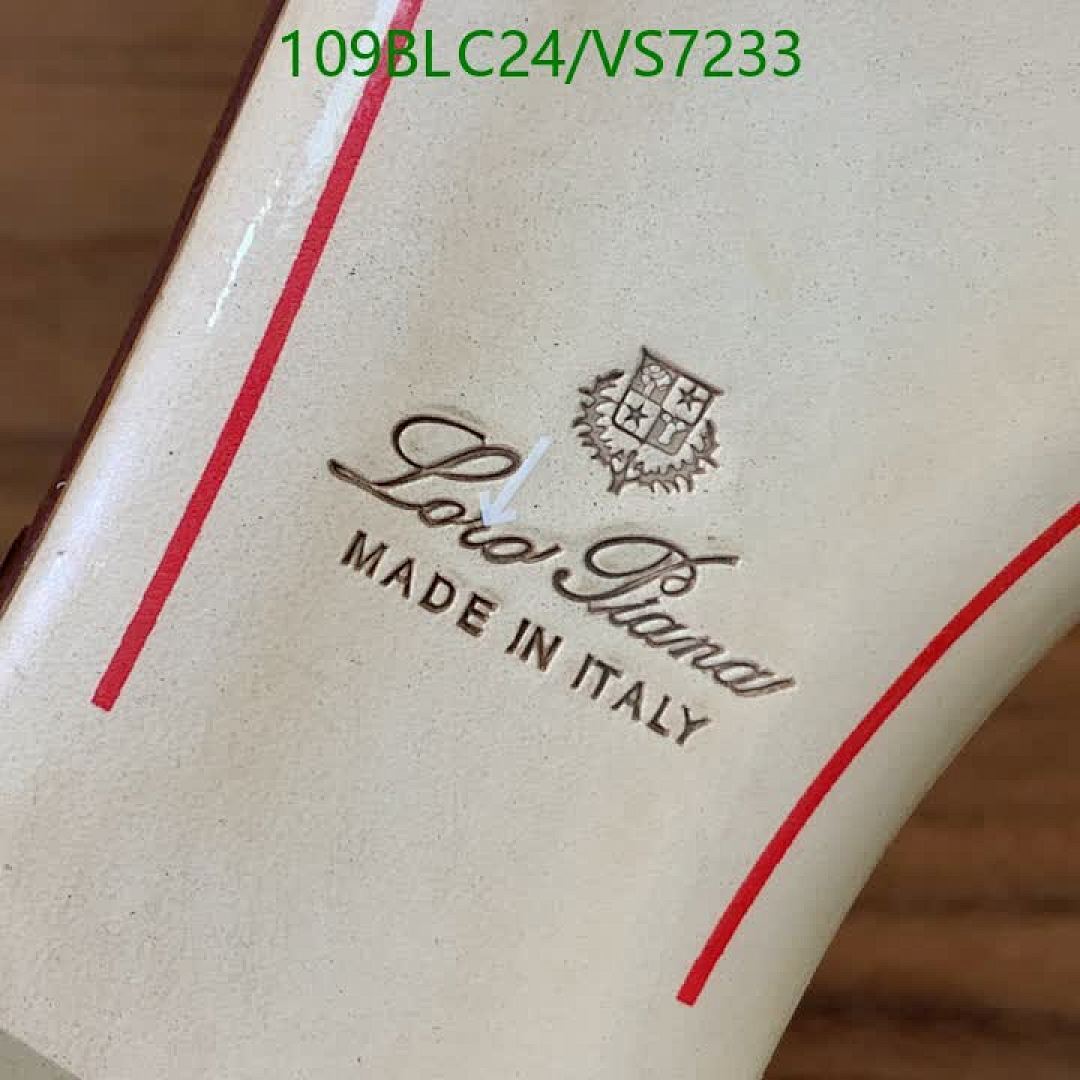 109BLC24/VS7233
Loro Piana
MADE IN ITALY